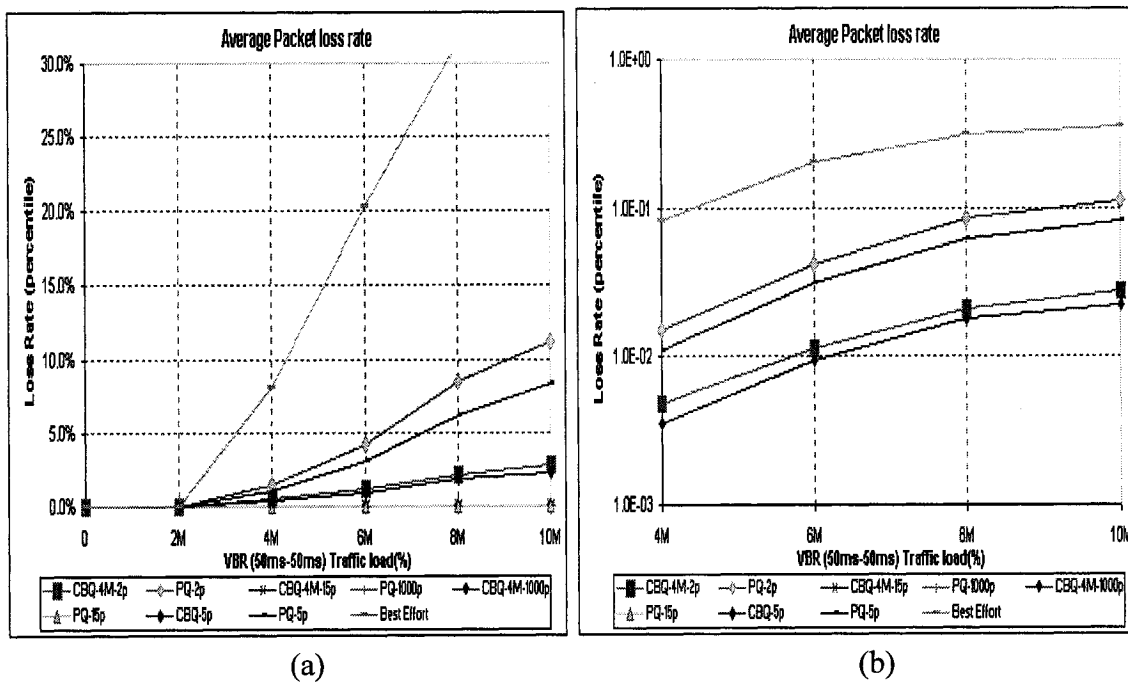 Average Packet loss rate
30.0%
25.0%
20.0%
15.0%
10.0%
5.0%
0.0%
Loss Rate (percentile)
0 2M 4M 6M 8M 10M
VBR (50ms-50ms) Traffic load(%)
CBQ-4M-2p PQ-2p CBQ-4M-15p PQ-1000p CBQ-4M-1000p
PQ-15p CBQ-5p PQ-5p Best Effort
(a)
Average Packet loss rate
1.0E+00
1.0E-01
1.0E-02
1.0E-03
Loss Rate (percentile)
4M 6M 8M 10M
VBR (50ms-50ms) Traffic load(%)
CBQ-4M-2p PQ-2p CBQ-4M-15p PQ-1000p CBQ-4M-1000p
PQ-15p CBQ-5p PQ-5p Best Effort
(b)